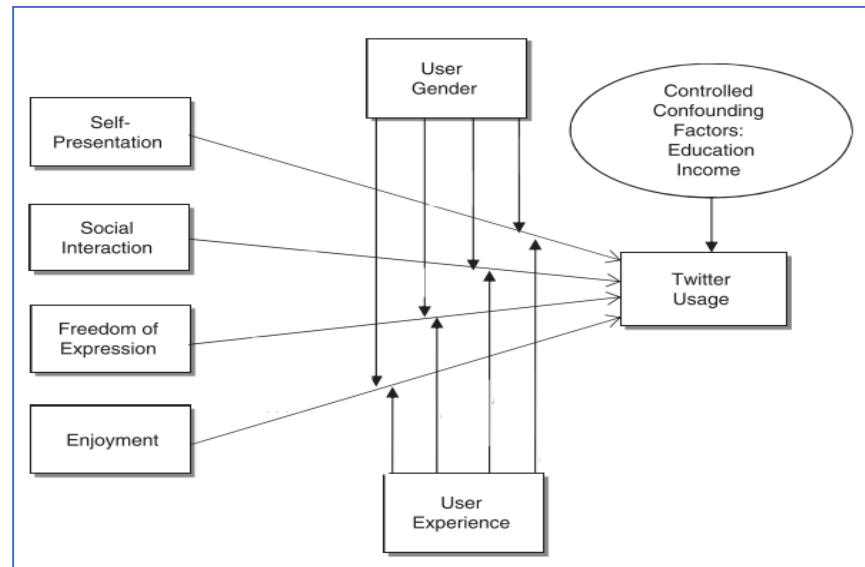 User
Gender
Controlled
Confounding
Factors:
Education
Income
Self-
Presentation
Social
Interaction
Twitter
Usage
Freedom of
Expression
Enjoyment
User
Experience